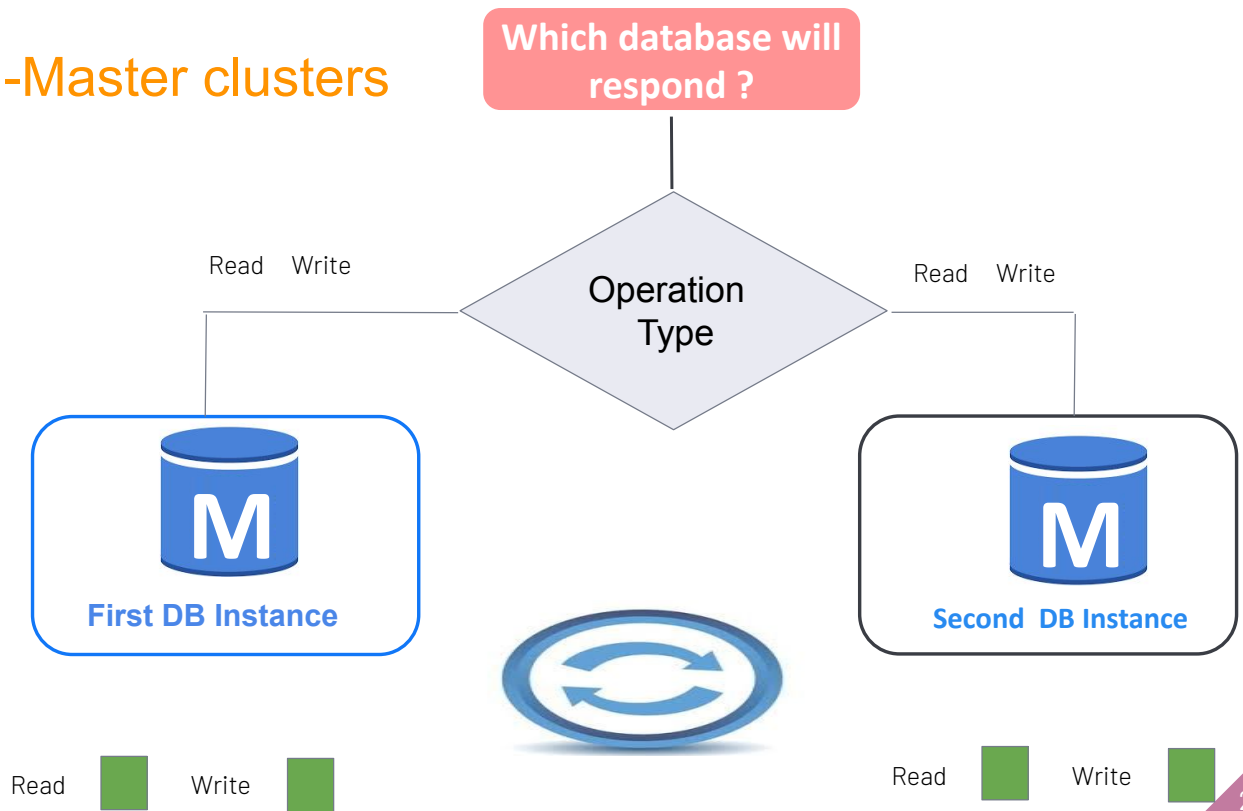 -Master clusters
Which database will
respond ?
Read Write
Read Write
Operation
Type
M
M
First DB Instance
Second DB Instance
Read Write
Read Write